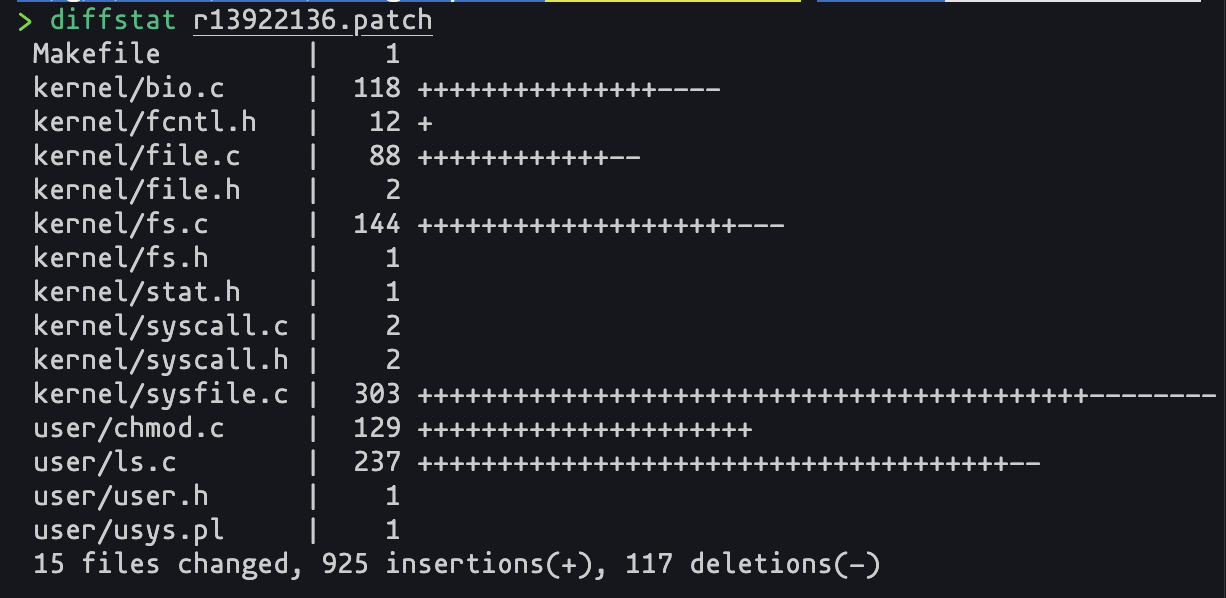 > diffstat r13922136.patch
Makefile | 1
kernel/bio.c | 118 +++++++++++++++----
kernel/fcntl.h | 12 +
kernel/file.c | 88 ++++++++++++--
kernel/file.h | 2
kernel/fs.c | 144 ++++++++++++++++++++---
kernel/fs.h | 1
kernel/stat.h | 1
kernel/syscall.c | 2
kernel/syscall.h | 2
kernel/sysfile.c | 303 ++++++++++++++++++++++++++++++++++++++++++--------
user/chmod.c | 129 +++++++++++++++++++++
user/ls.c | 237 +++++++++++++++++++++++++++++++++++++--
user/user.h | 1
user/usys.pl | 1
15 files changed, 925 insertions(+), 117 deletions(-)